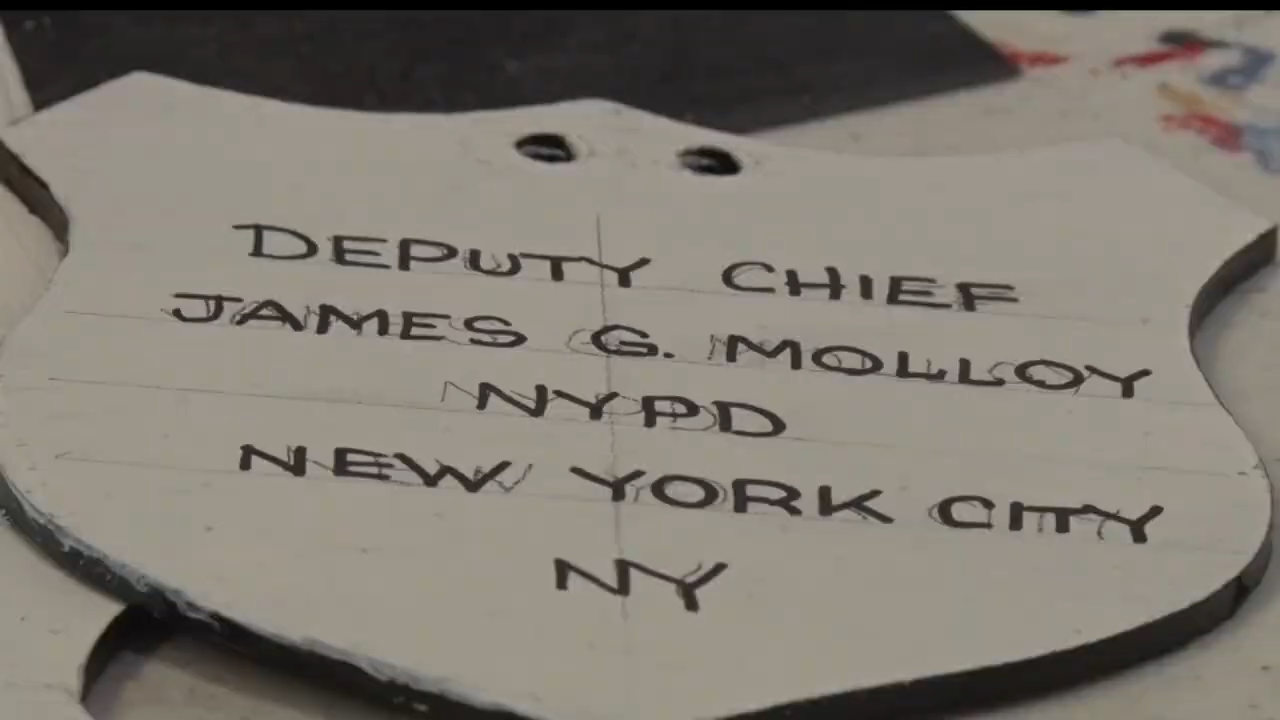 DEPUTY CHIEF
JAMES G. MOLLOY
NYPD
NEW YORK CITY
NY